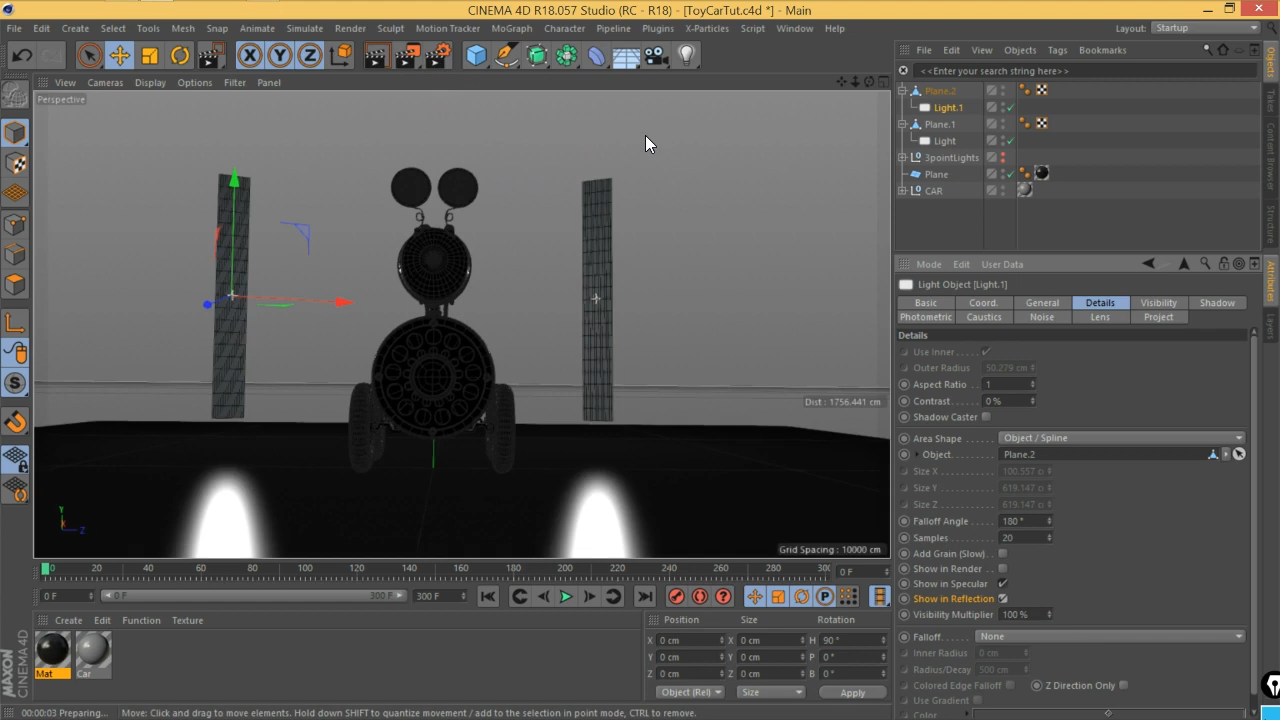 CINEMA 4D R18.057 Studio (RC - R18) - [ToyCarTut.c4d *] - Main
File Edit Create Select Tools Mesh Snap Animate Simulate Render Sculpt Motion Tracker MoGraph Character Pipeline Plugins X-Particles Script Window Help
Layout: Startup
File Edit View Objects Tags Bookmarks
<<Enter your search string here>>
View Cameras Display Options Filter Panel
Perspective
Plane.2
Light.1
Plane.1
Light
3pointLights
Plane
CAR
Objects
Takes
Content Browser
Structure
Attributes
Layers
Mode Edit User Data
Light Object [Light.1]
Basic Coord. General Details Visibility Shadow
Photometric Caustics Noise Lens Project
Details
Use Inner
Outer Radius 50.279 cm
Aspect Ratio 1
Contrast 0 %
Shadow Caster
Area Shape Object / Spline
Object Plane.2
Size X 100.557 c
Size Y 619.147 c
Size Z 619.147 c
Falloff Angle 180 °
Samples 20
Add Grain (Slow)
Show in Render
Show in Specular
Show in Reflection
Visibility Multiplier 100 %
Falloff None
Inner Radius 0 cm
Radius/Decay 500 cm
Colored Edge Falloff Z Direction Only
Use Gradient
Color
Dist : 1756.441 cm
Y
Z
Grid Spacing : 10000 cm
0 20 40 60 80 100 120 140 160 180 200 220 240 260 280 300 0 F
0 F 0 F 300 F 300 F
Create Edit Function Texture
Mat
Car
Position Size Rotation
X 0 cm X 0 cm H 90 °
Y 0 cm Y 0 cm P 0 °
Z 0 cm Z 0 cm B 0 °
Object (Rel) Size Apply
MAXON
CINEMA 4D
00:00:03 Preparing... Move: Click and drag to move elements. Hold down SHIFT to quantize movement / add to the selection in point mode, CTRL to remove.